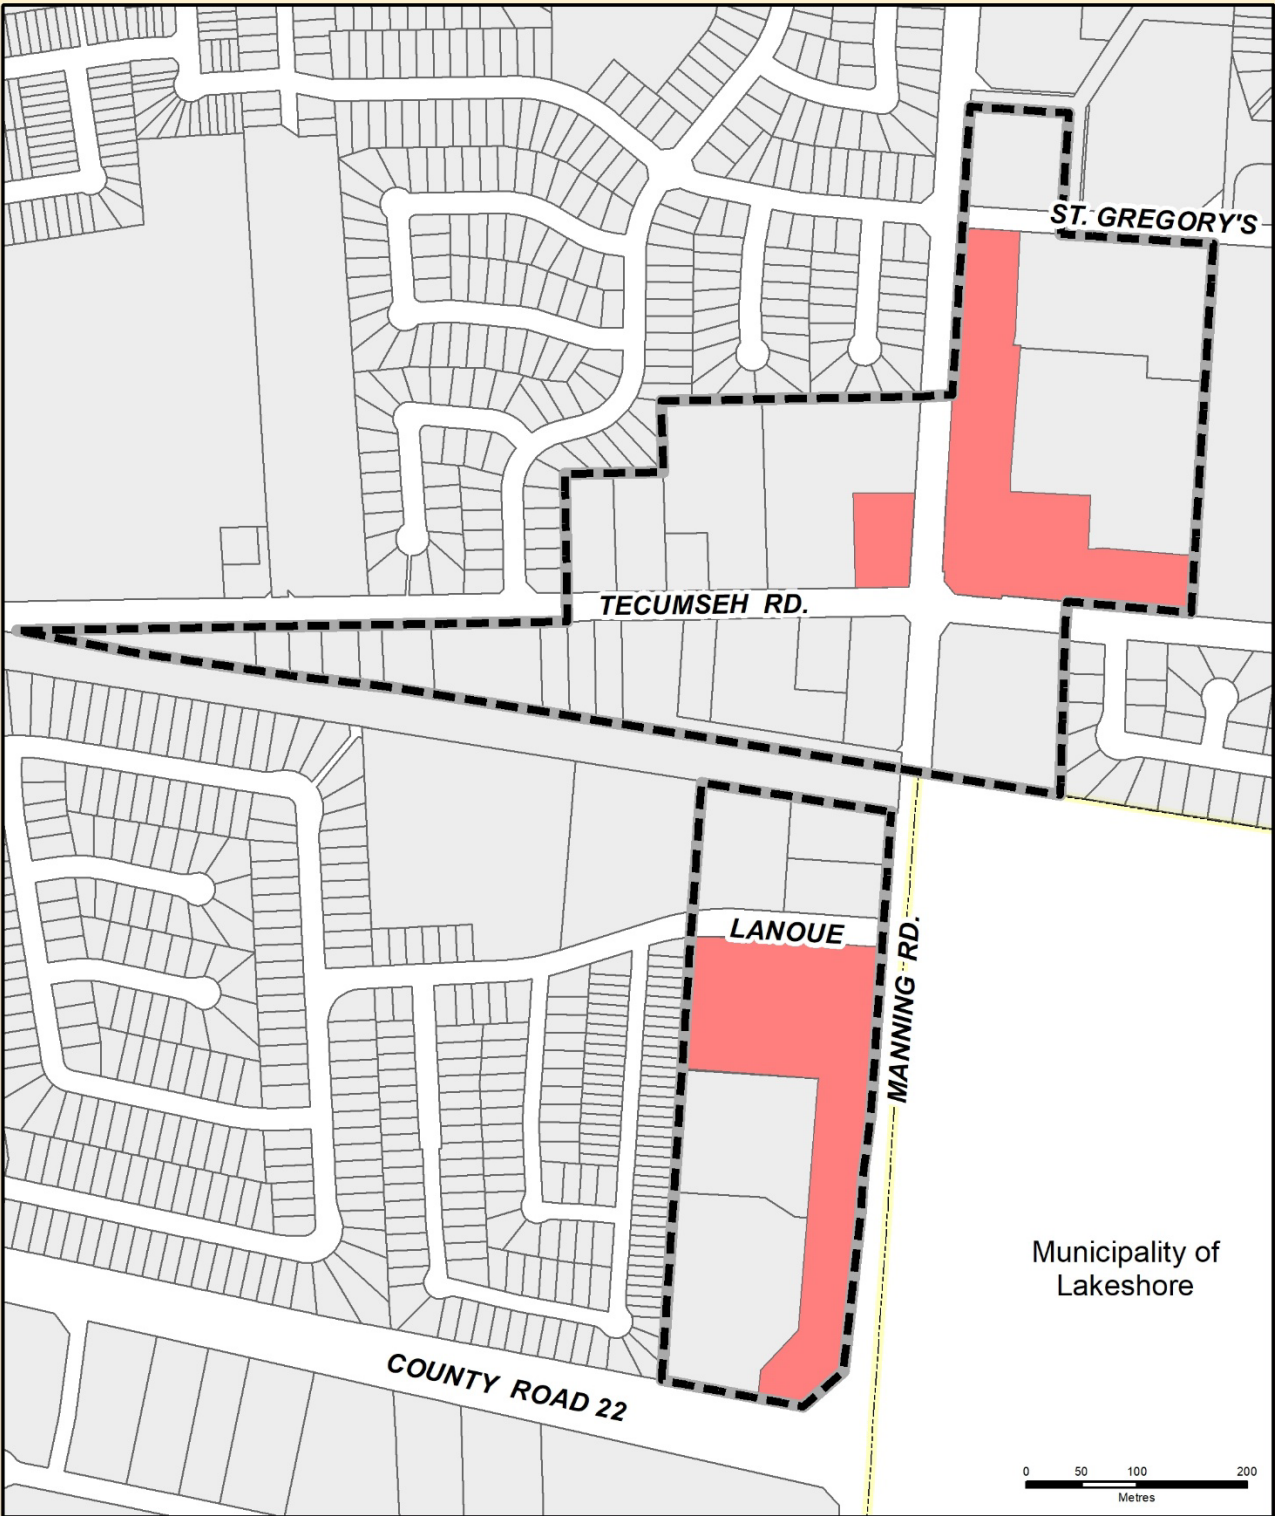 ST. GREGORY'S
TECUMSEH RD.
LANOUE
MANNING RD.
Municipality of
Lakeshore
COUNTY ROAD 22
0 50 100 200
Metres